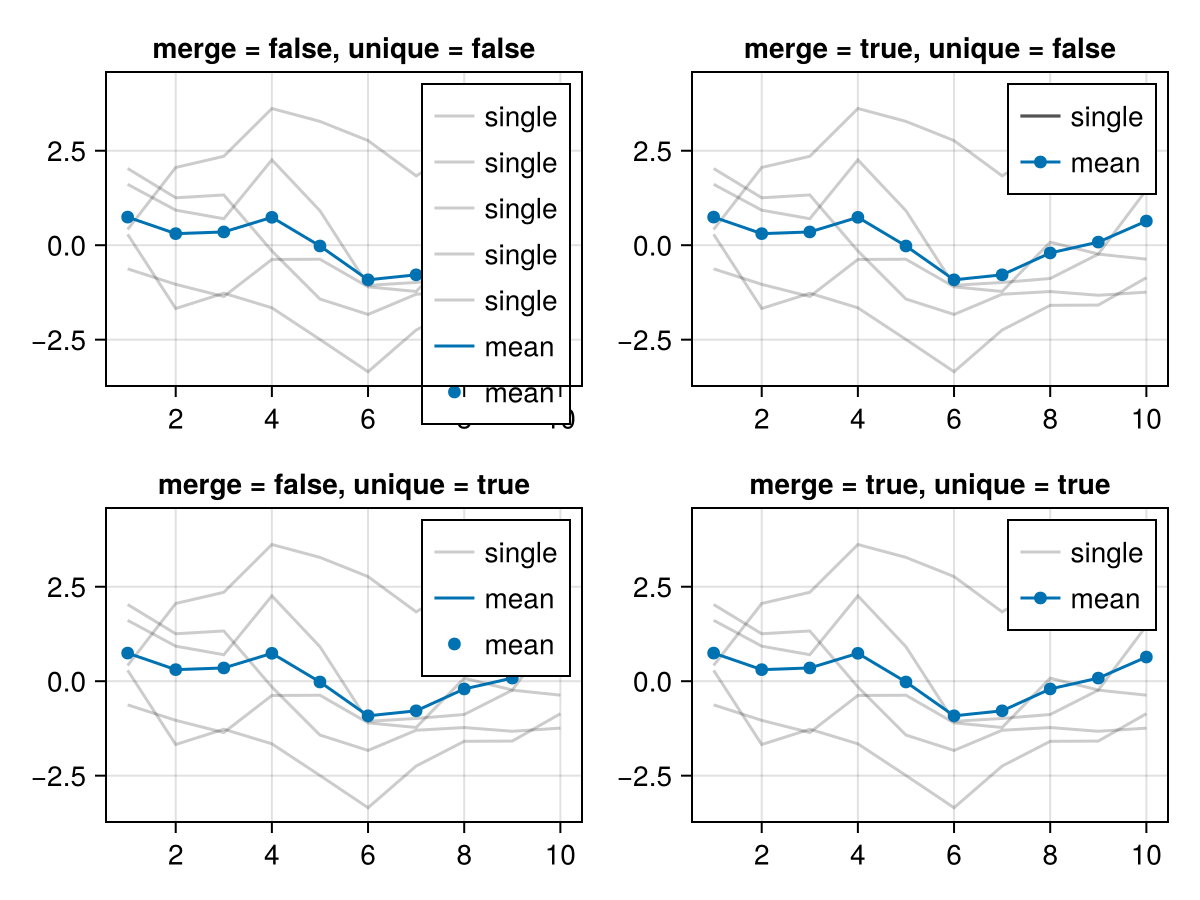 merge = false, unique = false
single
single
single
single
single
mean
mean
2.5
0.0
−2.5
2
4
6
8
10
merge = true, unique = false
single
mean
2.5
0.0
−2.5
2
4
6
8
10
merge = false, unique = true
single
mean
mean
2.5
0.0
−2.5
2
4
6
8
10
merge = true, unique = true
single
mean
2.5
0.0
−2.5
2
4
6
8
10